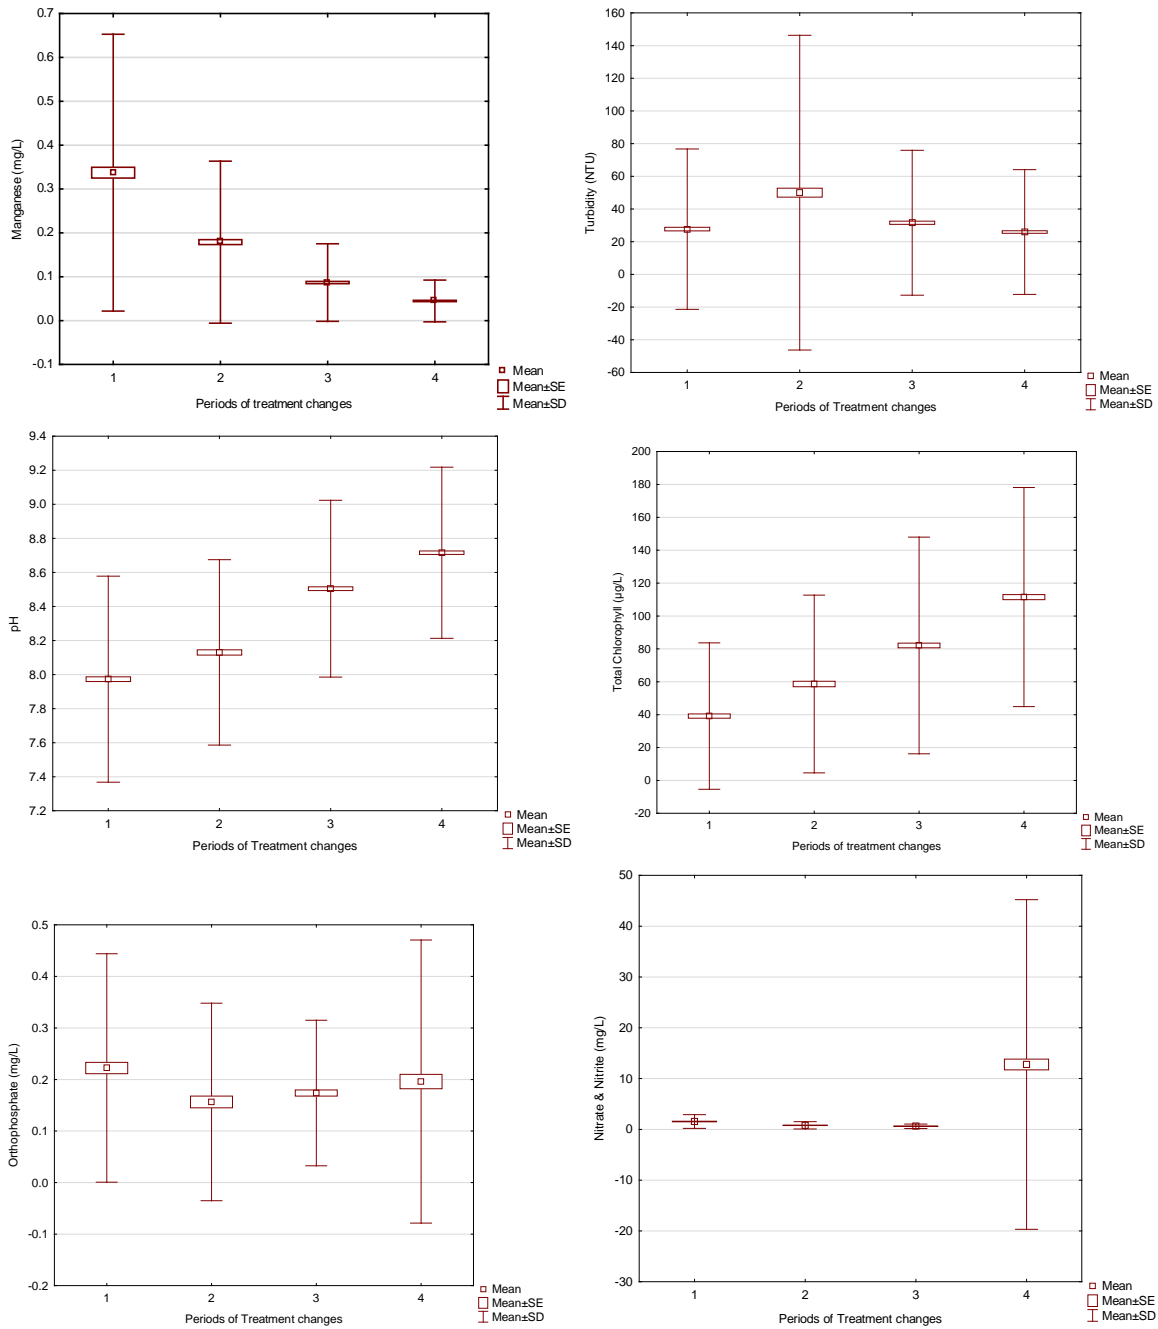 0.7
0.6
0.5
0.4
0.3
0.2
0.1
0.0
-0.1
Manganese (mg/L)
1 2 3 4
Periods of treatment changes
Mean
Mean±SE
Mean±SD
160
140
120
100
80
60
40
20
0
-20
-40
-60
Turbidity (NTU)
1 2 3 4
Periods of Treatment changes
Mean
Mean±SE
Mean±SD
9.4
9.2
9.0
8.8
8.6
8.4
8.2
8.0
7.8
7.6
7.4
7.2
pH
1 2 3 4
Periods of Treatment changes
Mean
Mean±SE
Mean±SD
200
180
160
140
120
100
80
60
40
20
0
-20
Total Chlorophyll (µg/L)
1 2 3 4
Periods of treatment changes
Mean
Mean±SE
Mean±SD
0.5
0.4
0.3
0.2
0.1
0.0
-0.1
-0.2
Orthophosphate (mg/L)
1 2 3 4
Periods of Treatment changes
Mean
Mean±SE
Mean±SD
50
40
30
20
10
0
-10
-20
-30
Nitrate & Nitrite (mg/L)
1 2 3 4
Periods of Treatment changes
Mean
Mean±SE
Mean±SD